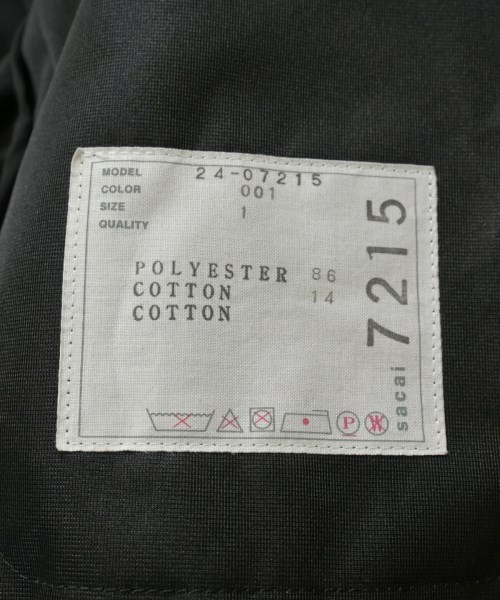 MODEL 24-07215
COLOR 001
SIZE 1
QUALITY
POLYESTER 86
COTTON 14
COTTON
P
W
sacai 7215